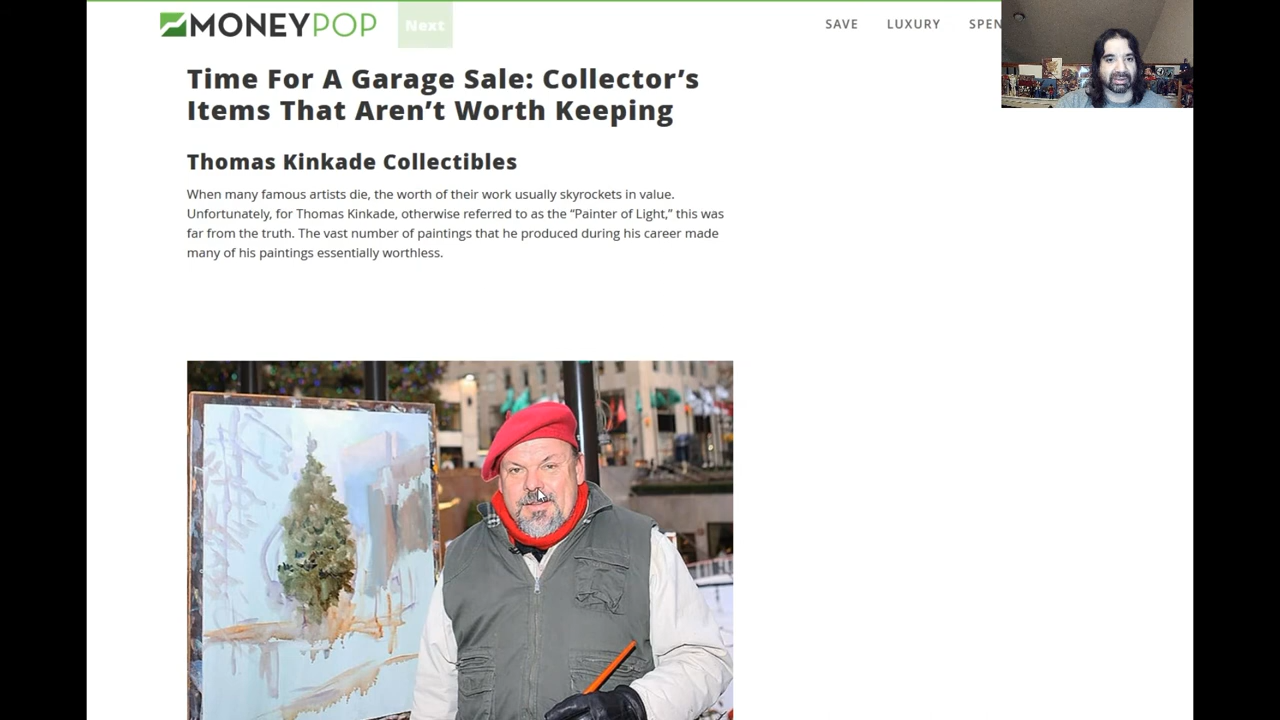 MONEYPOP
Next
SAVE LUXURY SPEN
Time For A Garage Sale: Collector’s
Items That Aren’t Worth Keeping
Thomas Kinkade Collectibles
When many famous artists die, the worth of their work usually skyrockets in value.
Unfortunately, for Thomas Kinkade, otherwise referred to as the “Painter of Light,” this was
far from the truth. The vast number of paintings that he produced during his career made
many of his paintings essentially worthless.